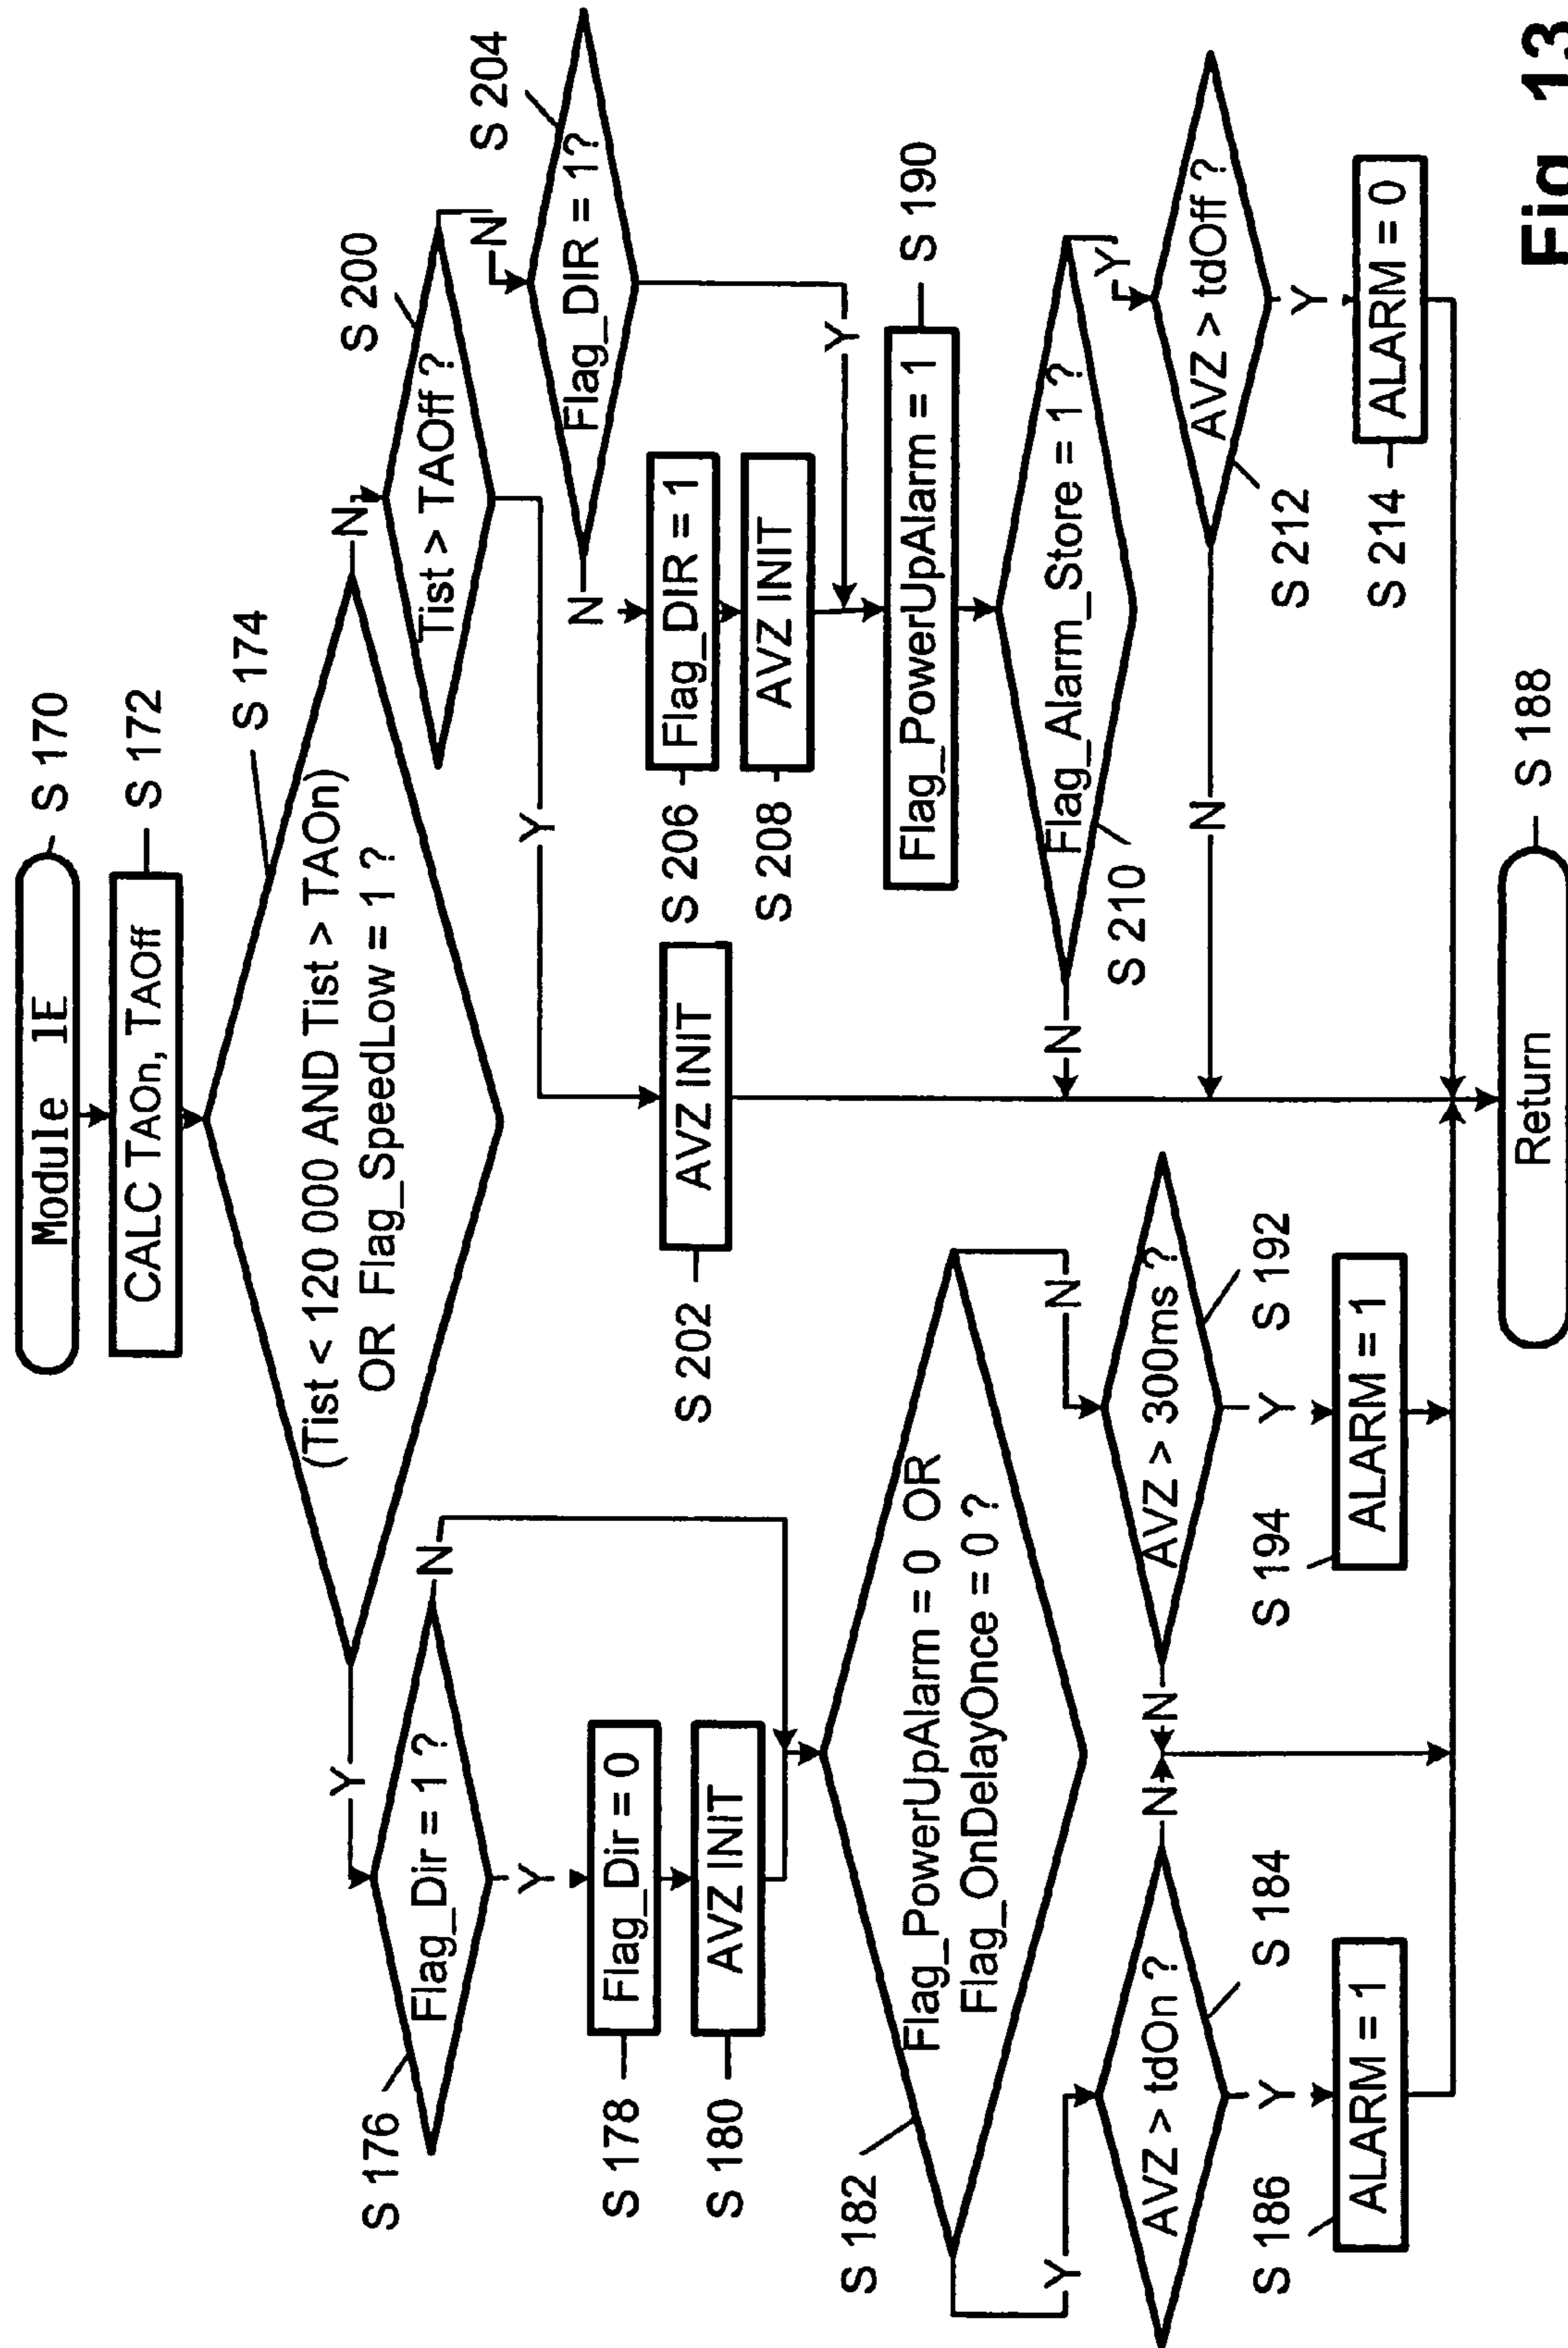 Module 1E
S 170
CALC TAOn, TAOff
S 172
(Tist < 120 000 AND Tist > TAOn)
OR Flag_SpeedLow = 1 ?
S 174
Y
N
Flag_Dir = 1 ?
S 176
Y
N
Flag_Dir = 0
S 178
AVZ INIT
S 180
Flag_PowerUpAlarm = 0 OR
Flag_OnDelayOnce = 0 ?
S 182
Y
N
AVZ > tdOn ?
S 184
N
Y
ALARM = 1
S 186
AVZ > 300ms ?
S 192
N
Y
ALARM = 1
S 194
Tist > TAOff ?
S 200
Y
N
AVZ INIT
S 202
Flag_DIR = 1?
S 204
N
Y
Flag_DIR = 1
S 206
AVZ INIT
S 208
Flag_PowerUpAlarm = 1
S 190
Flag_Alarm_Store = 1 ?
S 210
N
Y
AVZ > tdOff ?
S 212
N
Y
ALARM = 0
S 214
Return
S 188
Fig. 13